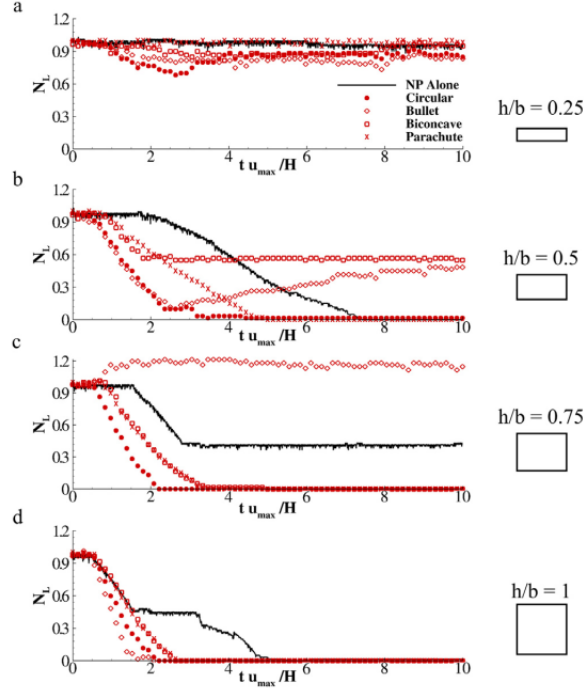 a
1.2
0.9
0.6
0.3
0
N_L
NP Alone
Circular
Bullet
Biconcave
Parachute
0 2 4 6 8 10
t u_max /H
h/b = 0.25
b
1.2
0.9
0.6
0.3
0
N_L
0 2 4 6 8 10
t u_max /H
h/b = 0.5
c
1.2
0.9
0.6
0.3
0
N_L
0 2 4 6 8 10
t u_max /H
h/b = 0.75
d
1.2
0.9
0.6
0.3
0
N_L
0 2 4 6 8 10
t u_max /H
h/b = 1